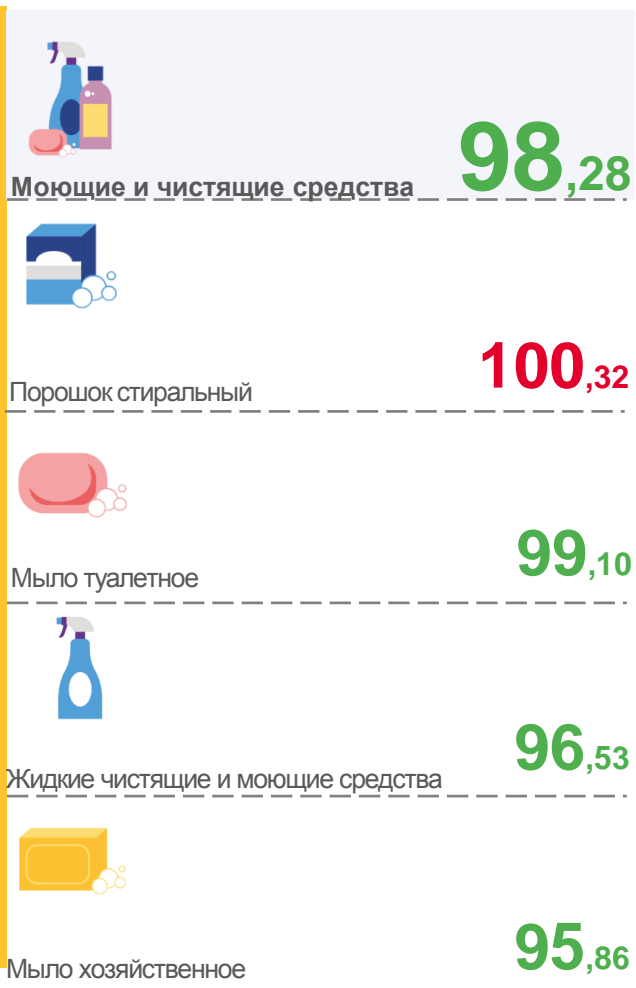 Моющие и чистящие средства 98,28
Порошок стиральный 100,32
Мыло туалетное 99,10
Жидкие чистящие и моющие средства 96,53
Мыло хозяйственное 95,86